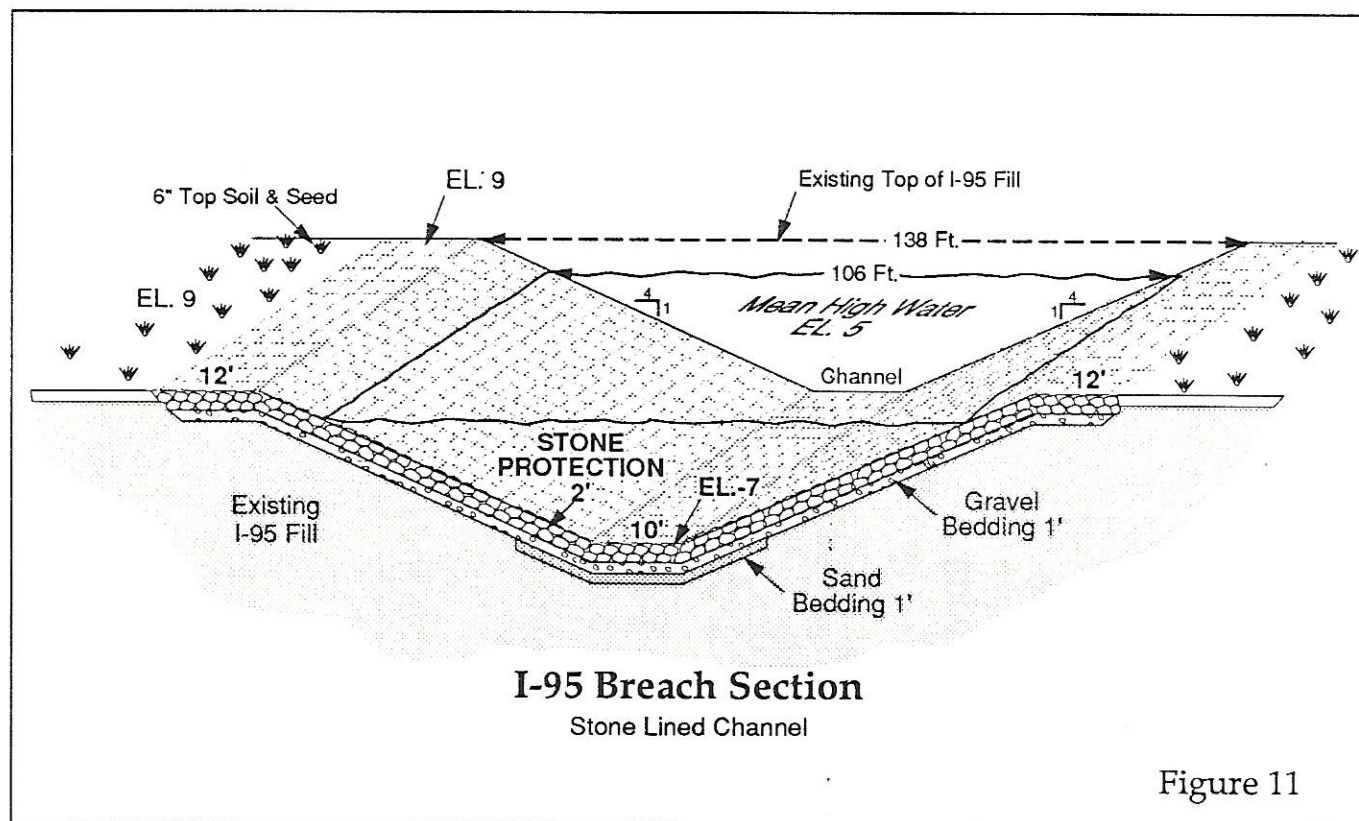 EL. 9
Existing Top of I-95 Fill
6" Top Soil & Seed
138 Ft.
106 Ft.
EL. 9
4
1
Mean High Water
EL. 5
4
1
12'
Channel
12'
STONE
PROTECTION
2'
EL.-7
10'
Existing
I-95 Fill
Gravel
Bedding 1'
Sand
Bedding 1'
I-95 Breach Section
Stone Lined Channel
Figure 11